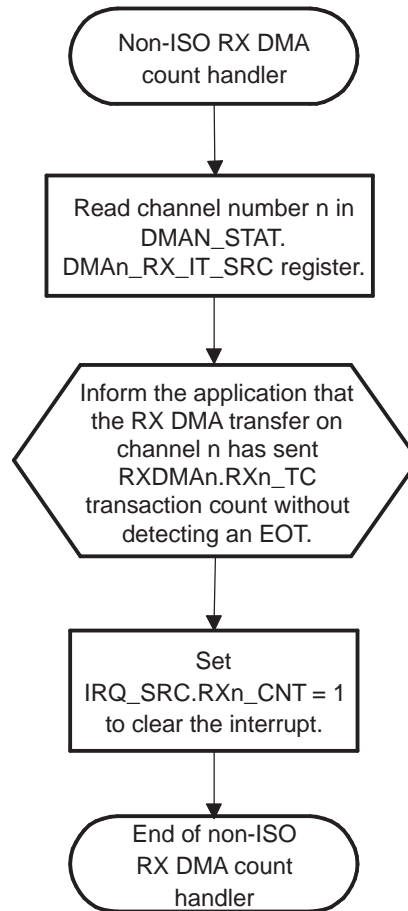 Non-ISO RX DMA
count handler
Read channel number n in
DMAN_STAT.
DMAn_RX_IT_SRC register.
Inform the application that
the RX DMA transfer on
channel n has sent
RXDMAn.RXn_TC
transaction count without
detecting an EOT.
Set
IRQ_SRC.RXn_CNT = 1
to clear the interrupt.
End of non-ISO
RX DMA count
handler